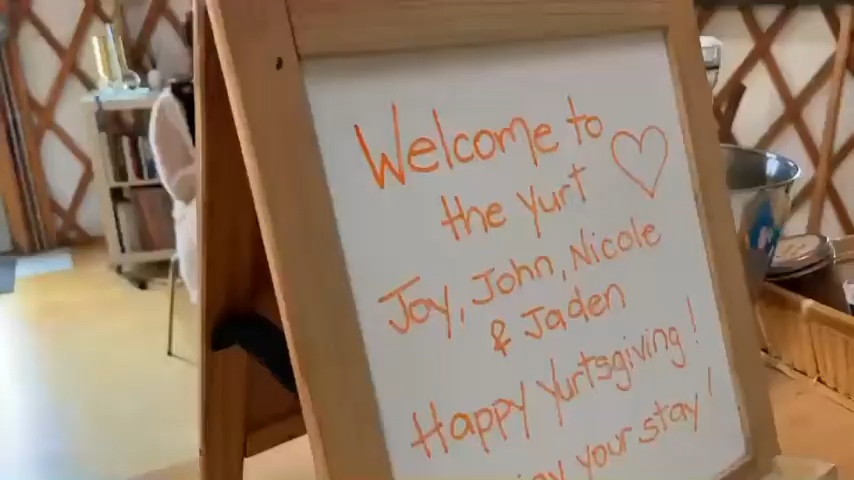 Welcome to
the Yurt
Joy, John, Nicole
& Jaden
Happy Yurtsgiving!
your stay!